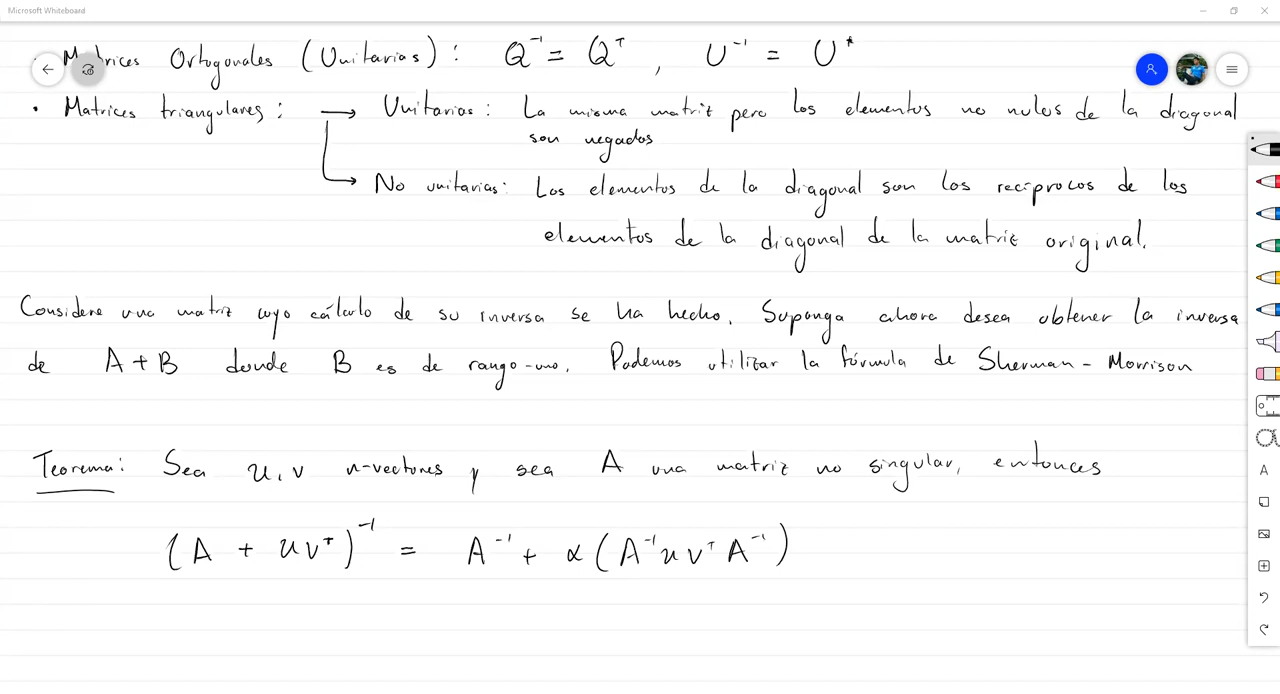 Microsoft Whiteboard
Matrices Ortogonales (Unitarias): Q⁻¹ = Qᵀ, U⁻¹ = U*
• Matrices triangulares: → Unitarias: La misma matriz pero los elementos no nulos de la diagonal
son negados
→ No unitarias: Los elementos de la diagonal son los recíprocos de los
elementos de la diagonal de la matriz original.
Considere una matriz cuyo cálculo de su inversa se ha hecho. Suponga ahora desea obtener la inversa
de A + B donde B es de rango-uno. Podemos utilizar la fórmula de Sherman - Morrison
Teorema: Sea u, v n-vectores y sea A una matriz no singular, entonces
(A + uvᵀ)⁻¹ = A⁻¹ + α(A⁻¹uvᵀA⁻¹)